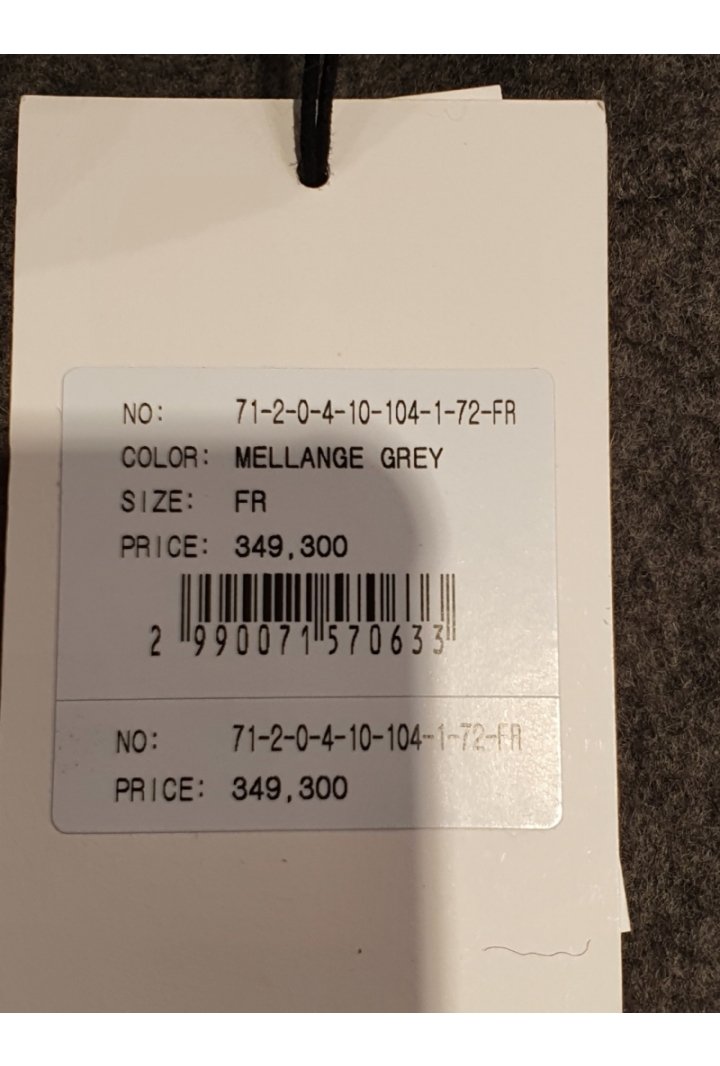 NO: 71-2-0-4-10-104-1-72-FR
COLOR: MELLANGE GREY
SIZE: FR
PRICE: 349,300
2 990071 570633
NO: 71-2-0-4-10-104-1-72-FR
PRICE: 349,300